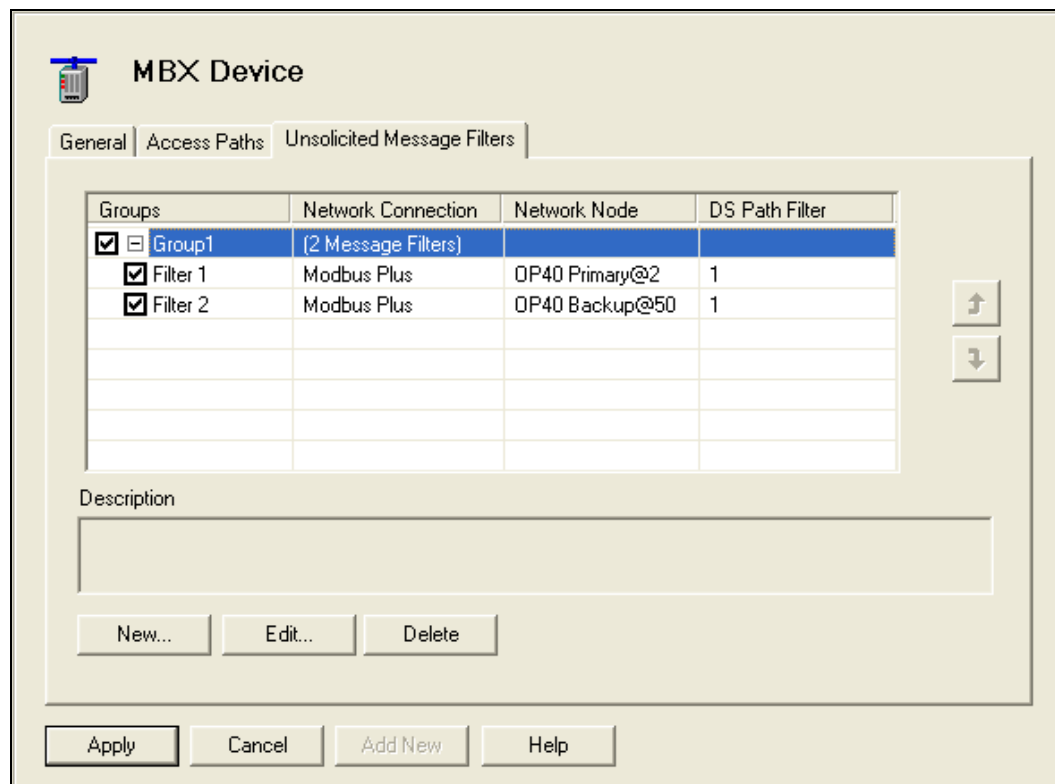 MBX Device
General Access Paths Unsolicited Message Filters
Groups Network Connection Network Node DS Path Filter
Group1 (2 Message Filters)
Filter 1 Modbus Plus OP40 Primary@2 1
Filter 2 Modbus Plus OP40 Backup@50 1
Description
New... Edit... Delete
Apply Cancel Add New Help